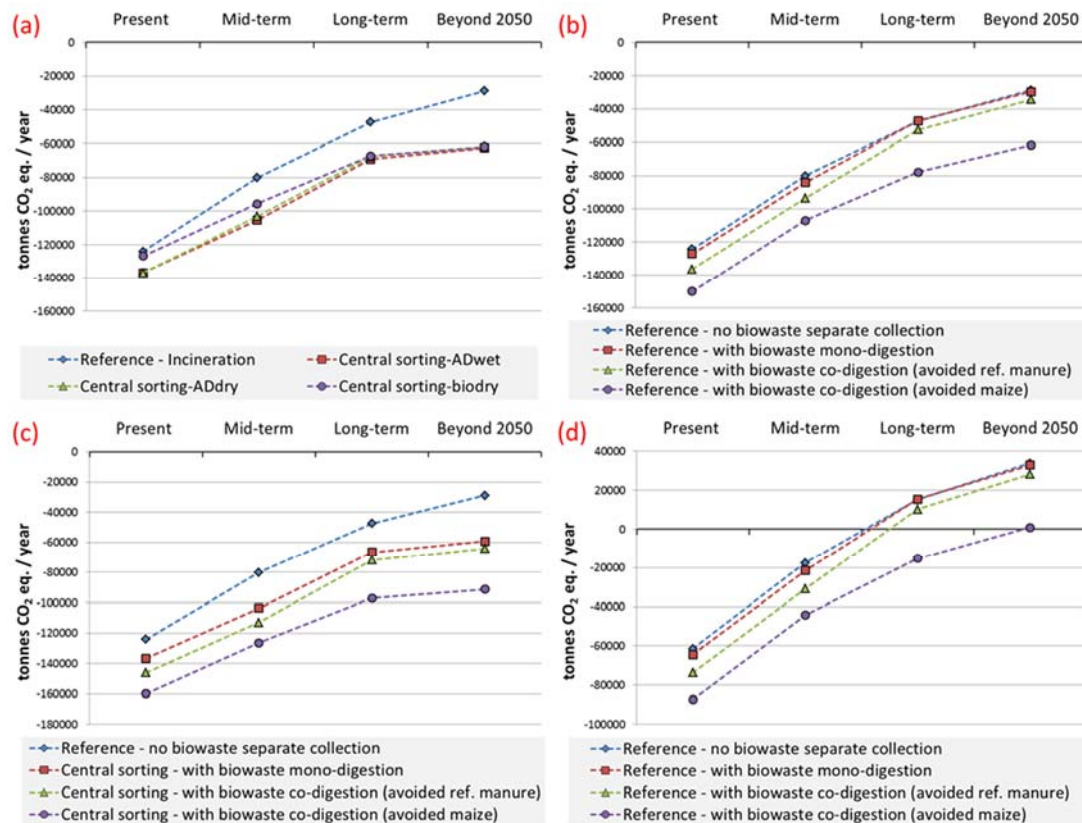 (a)
Present Mid-term Long-term Beyond 2050
0
-20000
-40000
-60000
-80000
-100000
-120000
-140000
-160000
tonnes CO₂ eq. / year
Reference - Incineration Central sorting-ADwet
Central sorting-ADdry Central sorting-biodry
(b)
Present Mid-term Long-term Beyond 2050
0
-20000
-40000
-60000
-80000
-100000
-120000
-140000
-160000
tonnes CO₂ eq. / year
Reference - no biowaste separate collection
Reference - with biowaste mono-digestion
Reference - with biowaste co-digestion (avoided ref. manure)
Reference - with biowaste co-digestion (avoided maize)
(c)
Present Mid-term Long-term Beyond 2050
0
-20000
-40000
-60000
-80000
-100000
-120000
-140000
-160000
-180000
tonnes CO₂ eq. / year
Reference - no biowaste separate collection
Central sorting - with biowaste mono-digestion
Central sorting - with biowaste co-digestion (avoided ref. manure)
Central sorting - with biowaste co-digestion (avoided maize)
(d)
Present Mid-term Long-term Beyond 2050
40000
20000
0
-20000
-40000
-60000
-80000
-100000
tonnes CO₂ eq. / year
Reference - no biowaste separate collection
Reference - with biowaste mono-digestion
Reference - with biowaste co-digestion (avoided ref. manure)
Reference - with biowaste co-digestion (avoided maize)